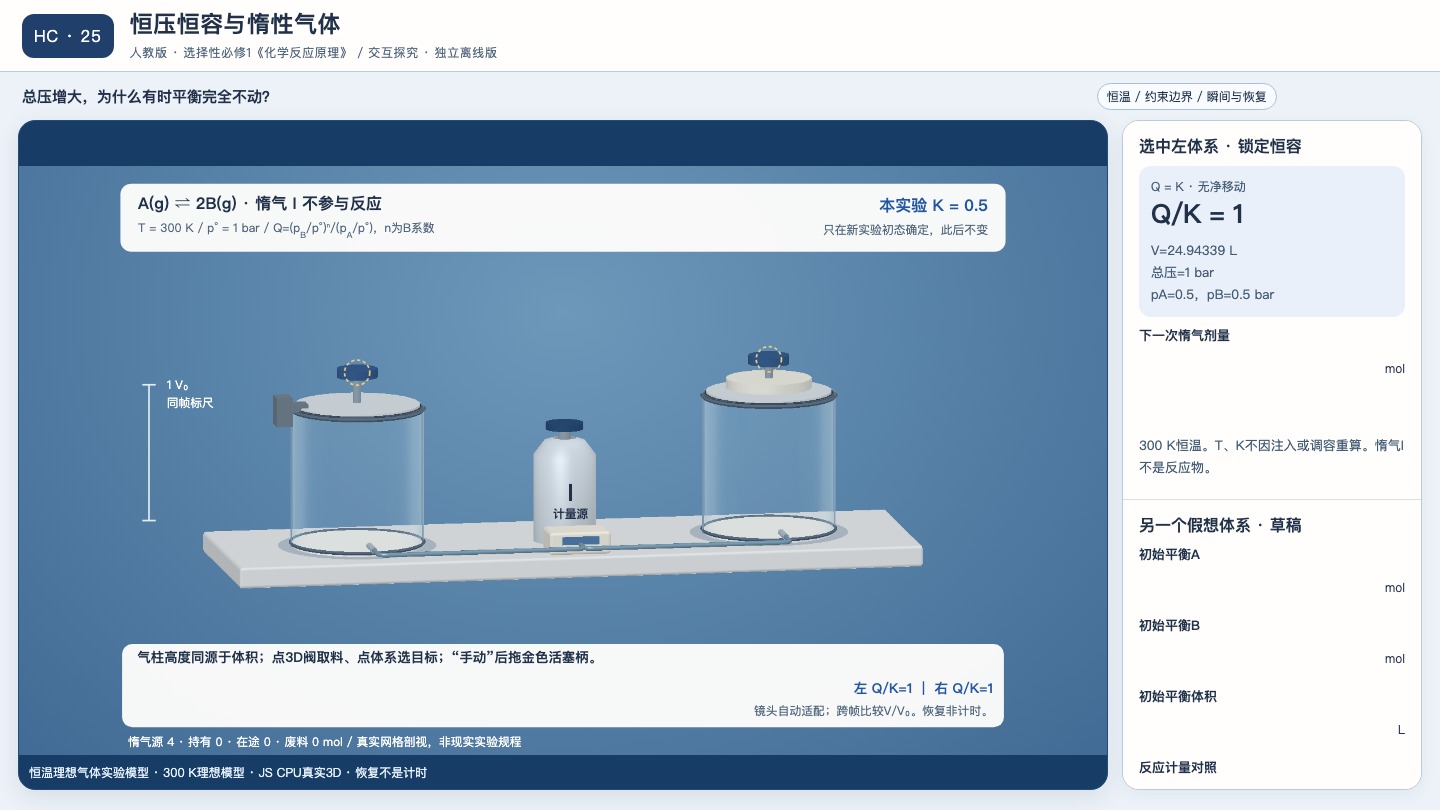 HC · 25
恒压恒容与惰性气体
人教版 · 选择性必修1《化学反应原理》 / 交互探究 · 独立离线版
总压增大，为什么有时平衡完全不动？
恒温 / 约束边界 / 瞬间与恢复
A(g) ⇌ 2B(g) · 惰气 I 不参与反应
T = 300 K / p° = 1 bar / Q=(pB/p°)ⁿ/(pA/p°)，n为B系数
本实验 K = 0.5
只在新实验初态确定，此后不变
1 V₀
同帧标尺
I
计量源
气柱高度同源于体积；点3D阀取料、点体系选目标；“手动”后拖金色活塞柄。
左 Q/K=1 ｜ 右 Q/K=1
镜头自动适配；跨帧比较V/V₀。恢复非计时。
惰气源 4 · 持有 0 · 在途 0 · 废料 0 mol / 真实网格剖视，非现实实验规程
恒温理想气体实验模型 · 300 K理想模型 · JS CPU真实3D · 恢复不是计时
选中左体系 · 锁定恒容
Q = K · 无净移动
Q/K = 1
V=24.94339 L
总压=1 bar
pA=0.5，pB=0.5 bar
下一次惰气剂量
mol
300 K恒温。T、K不因注入或调容重算。惰气I
不是反应物。
另一个假想体系 · 草稿
初始平衡A
mol
初始平衡B
mol
初始平衡体积
L
反应计量对照